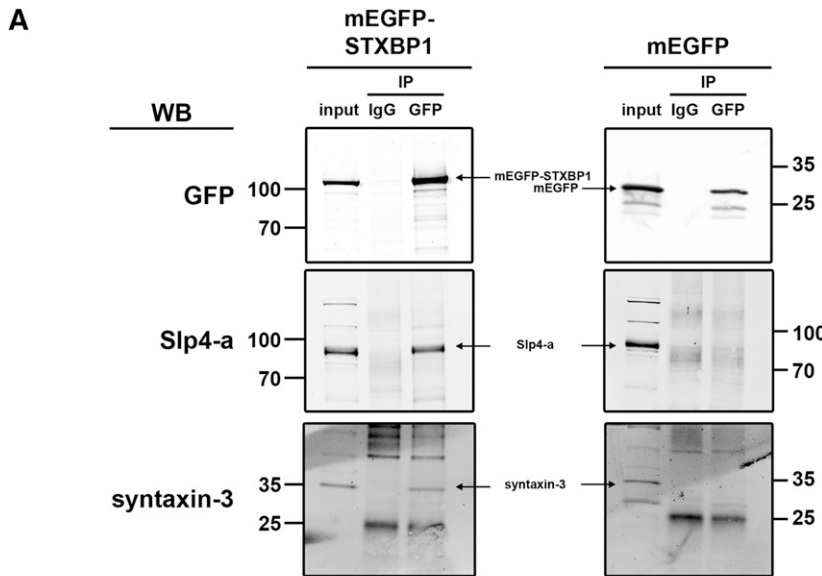 A
mEGFP-
STXBP1
mEGFP
IP
IP
WB
input IgG GFP
input IgG GFP
GFP
100
70
mEGFP-STXBP1
mEGFP
35
25
Slp4-a
100
70
Slp4-a
100
70
syntaxin-3
35
25
syntaxin-3
35
25